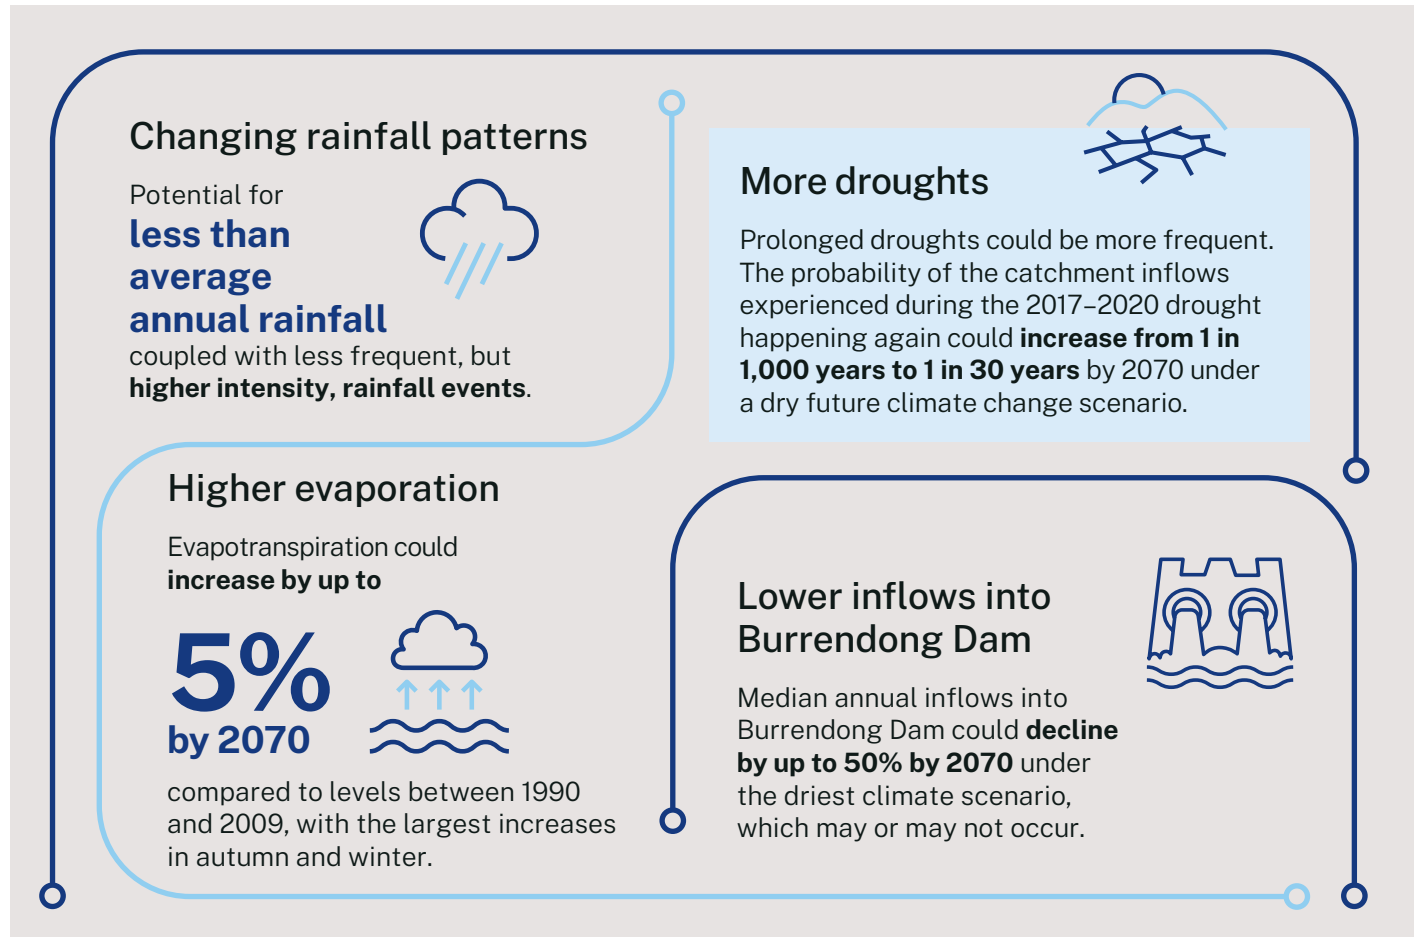 Changing rainfall patterns
Potential for
less than
average
annual rainfall
coupled with less frequent, but
higher intensity, rainfall events.
More droughts
Prolonged droughts could be more frequent.
The probability of the catchment inflows
experienced during the 2017–2020 drought
happening again could increase from 1 in
1,000 years to 1 in 30 years by 2070 under
a dry future climate change scenario.
Higher evaporation
Evapotranspiration could
increase by up to
5%
by 2070
compared to levels between 1990
and 2009, with the largest increases
in autumn and winter.
Lower inflows into
Burrendong Dam
Median annual inflows into
Burrendong Dam could decline
by up to 50% by 2070 under
the driest climate scenario,
which may or may not occur.